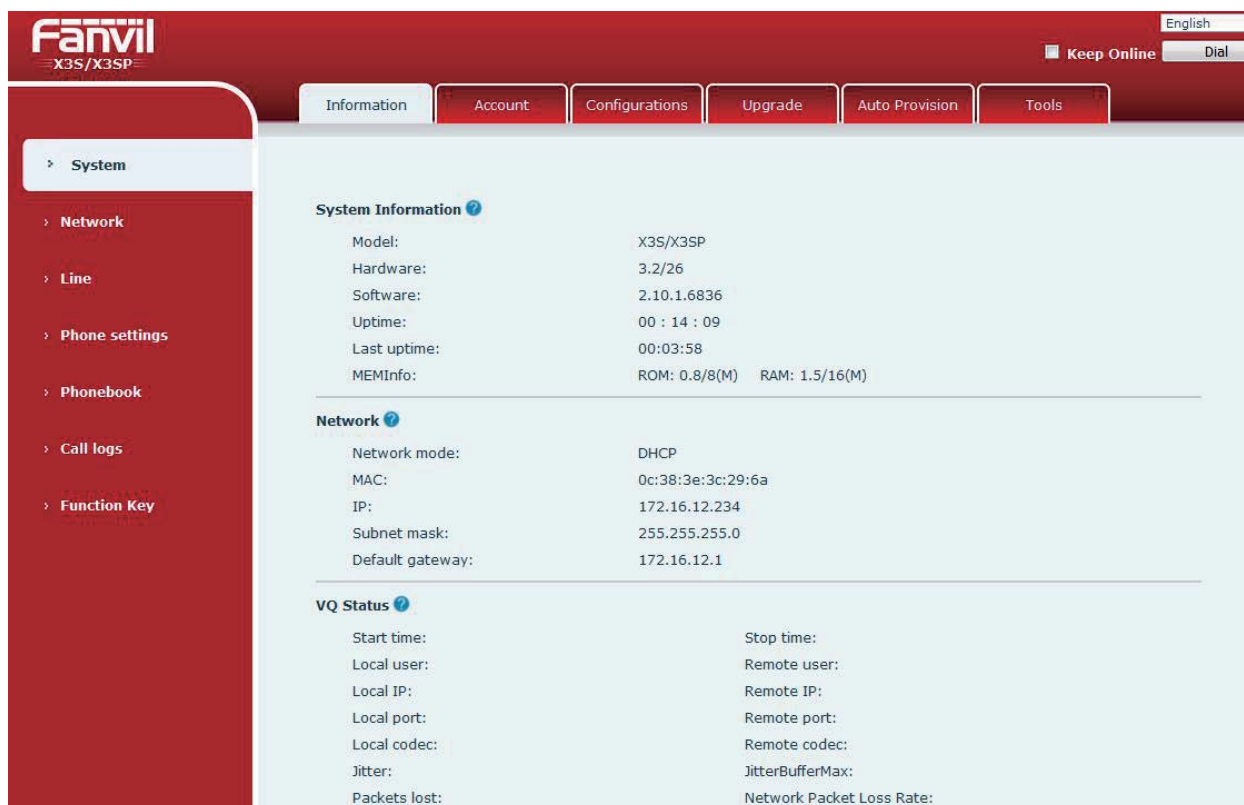 Fanvil
X3S/X3SP
English
Keep Online Dial
Information Account Configurations Upgrade Auto Provision Tools
› System
› Network
› Line
› Phone settings
› Phonebook
› Call logs
› Function Key
System Information ?
Model: X3S/X3SP
Hardware: 3.2/26
Software: 2.10.1.6836
Uptime: 00 : 14 : 09
Last uptime: 00:03:58
MEMInfo: ROM: 0.8/8(M) RAM: 1.5/16(M)
Network ?
Network mode: DHCP
MAC: 0c:38:3e:3c:29:6a
IP: 172.16.12.234
Subnet mask: 255.255.255.0
Default gateway: 172.16.12.1
VQ Status ?
Start time: Stop time:
Local user: Remote user:
Local IP: Remote IP:
Local port: Remote port:
Local codec: Remote codec:
Jitter: JitterBufferMax:
Packets lost: Network Packet Loss Rate: